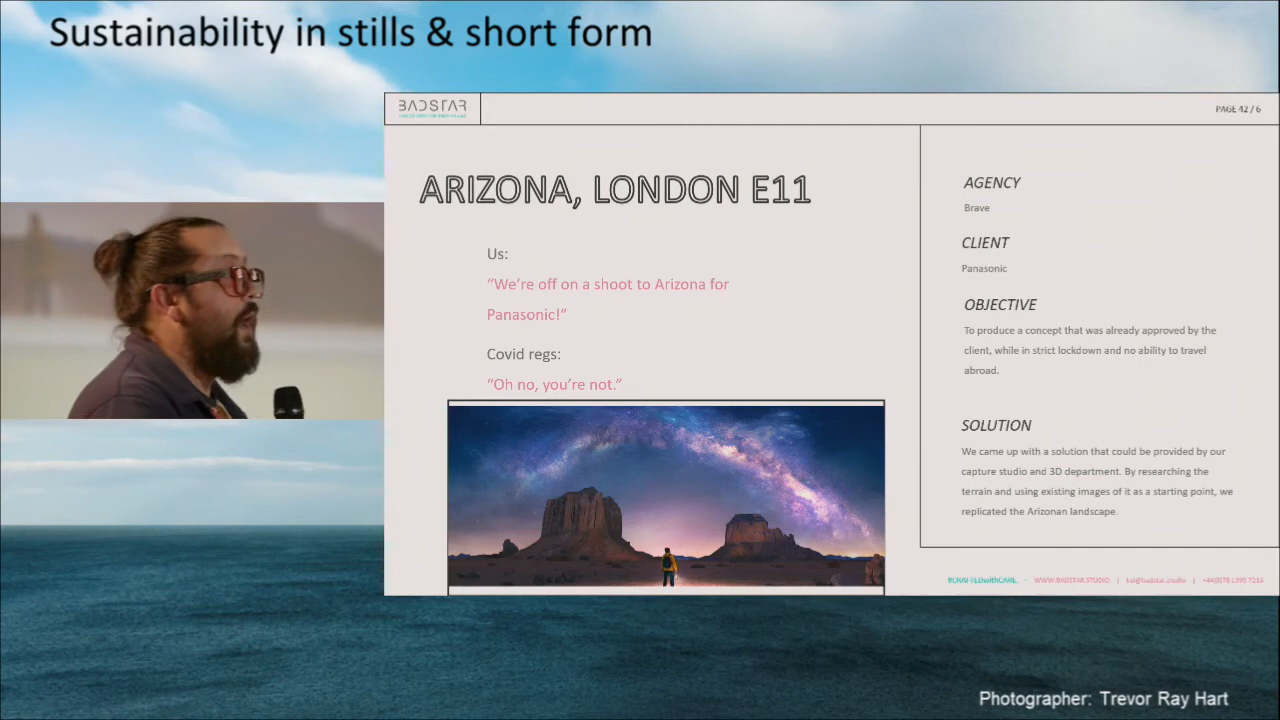 Sustainability in stills & short form
BADSTAR
PAGE 42 / 6
ARIZONA, LONDON E11
Us:
“We’re off on a shoot to Arizona for
Panasonic!”
Covid regs:
“Oh no, you’re not.”
AGENCY
Brave
CLIENT
Panasonic
OBJECTIVE
To produce a concept that was already approved by the
client, while in strict lockdown and no ability to travel
abroad.
SOLUTION
We came up with a solution that could be provided by our
capture studio and 3D department. By researching the
terrain and using existing images of it as a starting point, we
replicated the Arizonan landscape.
#CRAFTEDwithCARE. - WWW.BADSTAR.STUDIO | kai@badstar.studio |
Photographer: Trevor Ray Hart